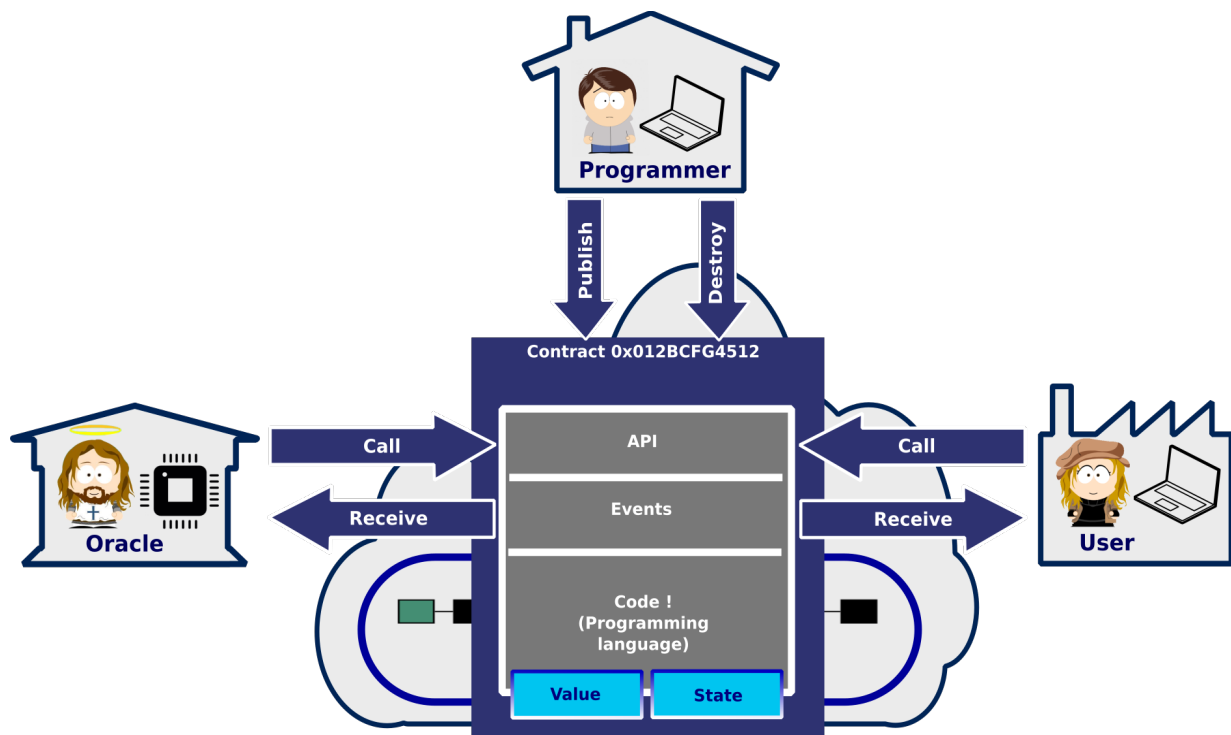 Programmer
Publish
Destroy
Contract 0x012BCFG4512
Call
API
Call
Receive
Events
Receive
Oracle
User
Code !
(Programming
language)
Value
State